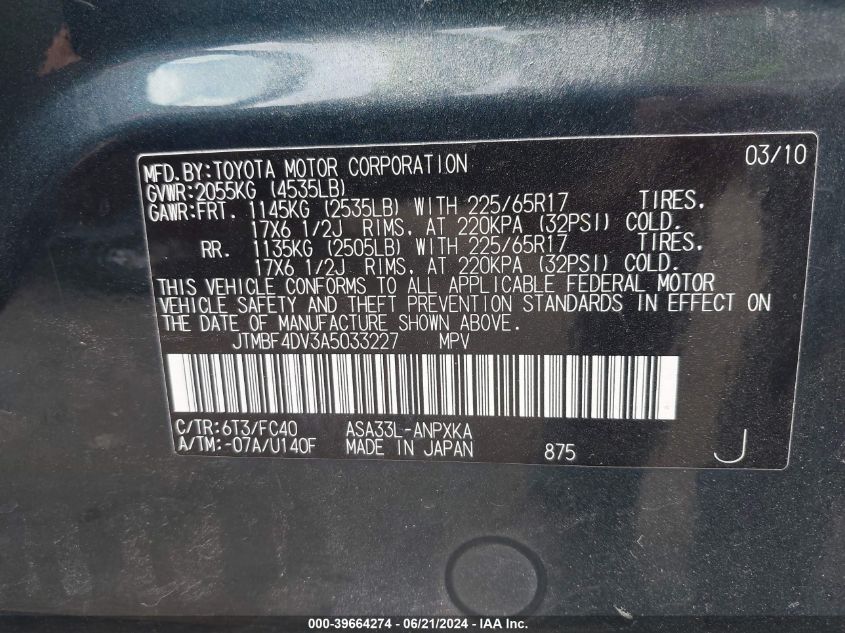 MFD.BY:TOYOTA MOTOR CORPORATION 03/10
GVWR:2055KG (4535LB)
GAWR:FRT. 1145KG (2535LB) WITH 225/65R17 TIRES,
17X6 1/2J RIMS, AT 220KPA (32PSI) COLD.
RR. 1135KG (2505LB) WITH 225/65R17 TIRES,
17X6 1/2J RIMS, AT 220KPA (32PSI) COLD.
THIS VEHICLE CONFORMS TO ALL APPLICABLE FEDERAL MOTOR
VEHICLE SAFETY AND THEFT PREVENTION STANDARDS IN EFFECT ON
THE DATE OF MANUFACTURE SHOWN ABOVE.
JTMBF4DV3A5033227 MPV
C/TR:6T3/FC40 ASA33L-ANPXKA
A/TM:-07A/U140F MADE IN JAPAN 875 J
000-39664274 - 06/21/2024 - IAA Inc.